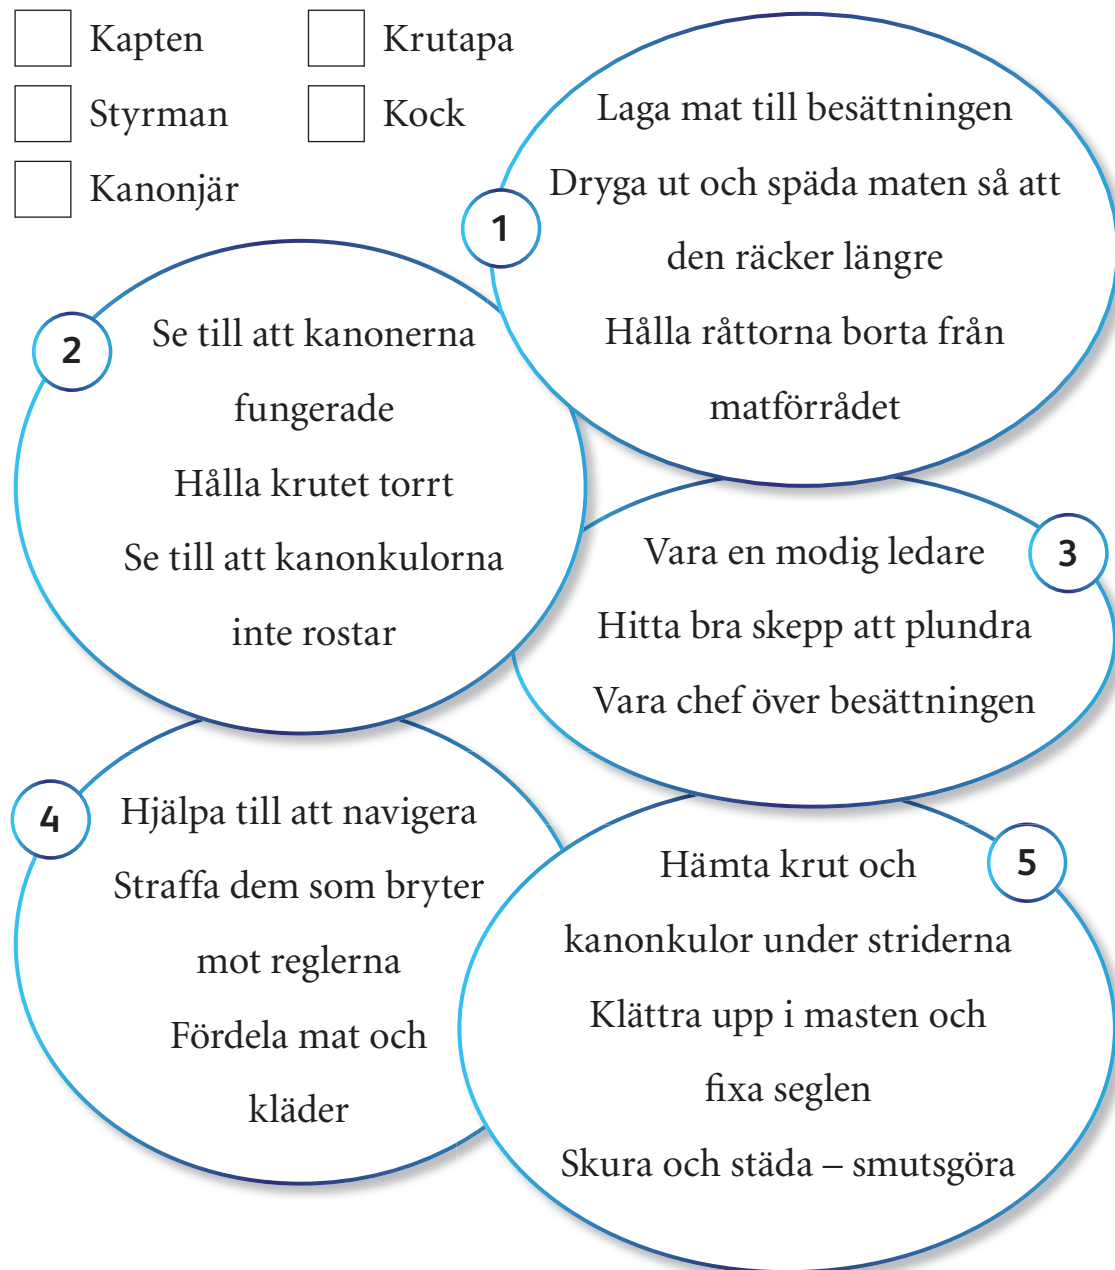 Kapten
Krutapa
Styrman
Kock
Kanonjär
1
Laga mat till besättningen
Dryga ut och späda maten så att
den räcker längre
Hålla råttorna borta från
matförrådet
2
Se till att kanonerna
fungerade
Hålla krutet torrt
Se till att kanonkulorna
inte rostar
3
Vara en modig ledare
Hitta bra skepp att plundra
Vara chef över besättningen
4
Hjälpa till att navigera
Straffa dem som bryter
mot reglerna
Fördela mat och
kläder
5
Hämta krut och
kanonkulor under striderna
Klättra upp i masten och
fixa seglen
Skura och städa – smutsgöra